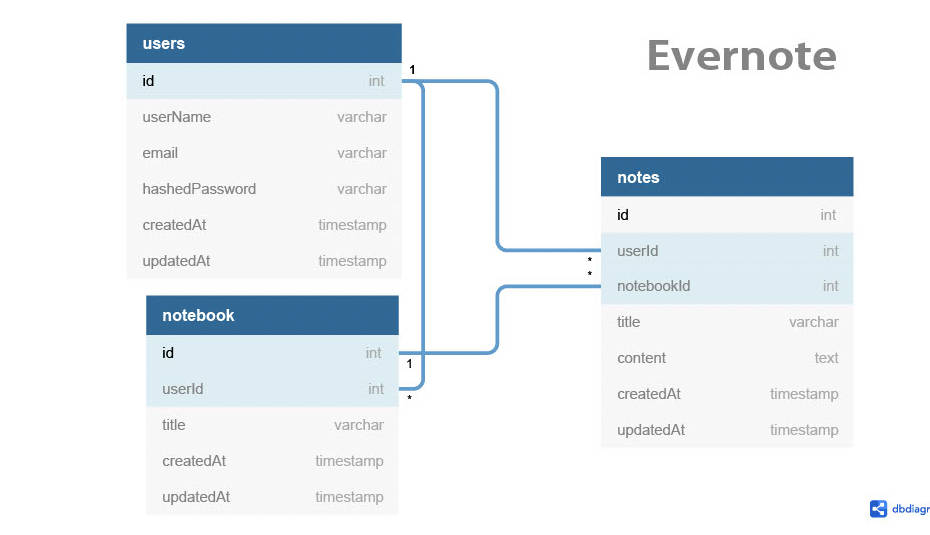 Evernote
users
id int
userName varchar
email varchar
hashedPassword varchar
createdAt timestamp
updatedAt timestamp
1
notebook
id int
userId int
title varchar
createdAt timestamp
updatedAt timestamp
1
*
notes
id int
userId int
notebookId int
title varchar
content text
createdAt timestamp
updatedAt timestamp
*
*
dbdiagr